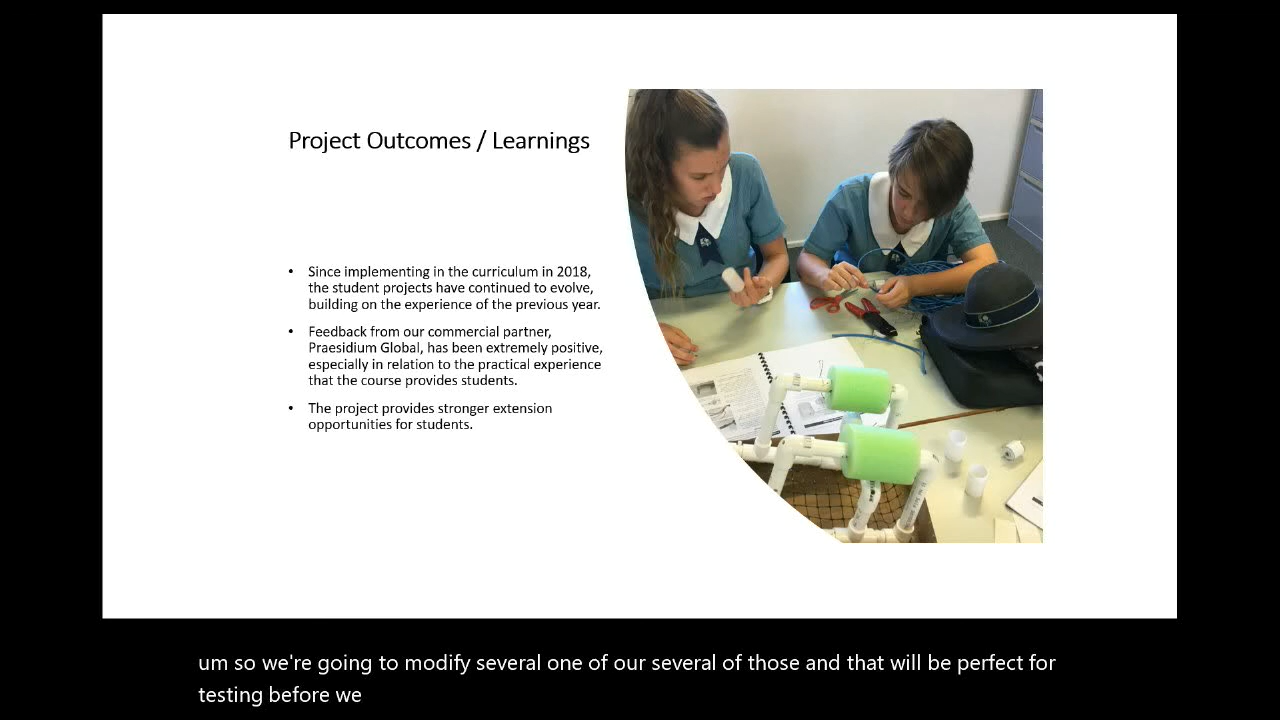 Project Outcomes / Learnings
• Since implementing in the curriculum in 2018,
the student projects have continued to evolve,
building on the experience of the previous year.
• Feedback from our commercial partner,
Praesidium Global, has been extremely positive,
especially in relation to the practical experience
that the course provides students.
• The project provides stronger extension
opportunities for students.
um so we're going to modify several one of our several of those and that will be perfect for
testing before we